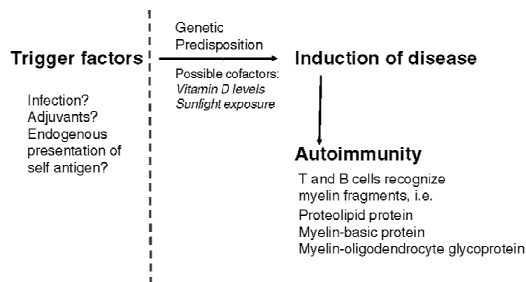 Trigger factors
Infection?
Adjuvants?
Endogenous
presentation of
self antigen?
Genetic
Predisposition
Possible cofactors:
Vitamin D levels
Sunlight exposure
Induction of disease
Autoimmunity
T and B cells recognize
myelin fragments, i.e.
Proteolipid protein
Myelin-basic protein
Myelin-oligodendrocyte glycoprotein